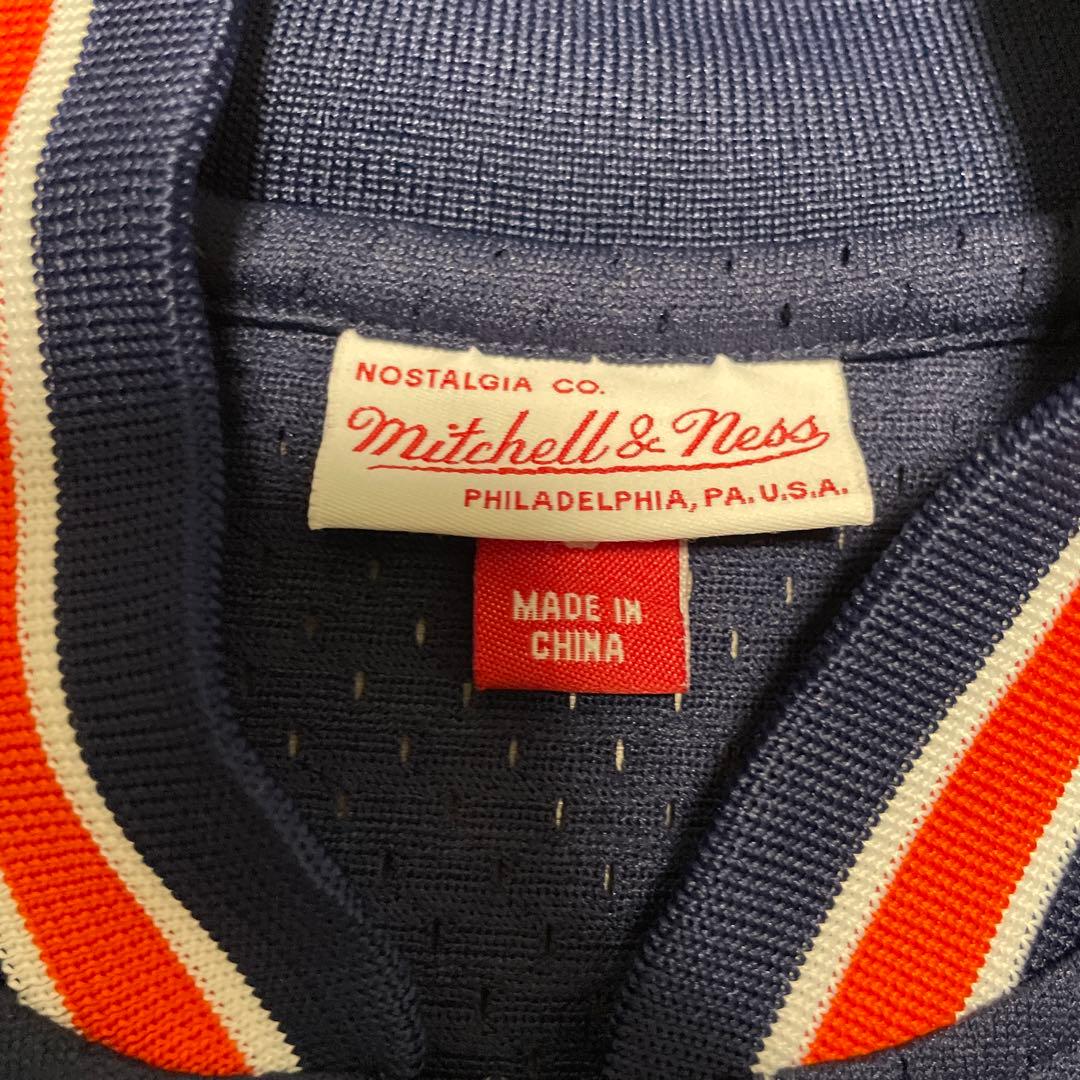 NOSTALGIA CO.
Mitchell & Ness
PHILADELPHIA, PA. U.S.A.
MADE IN
CHINA